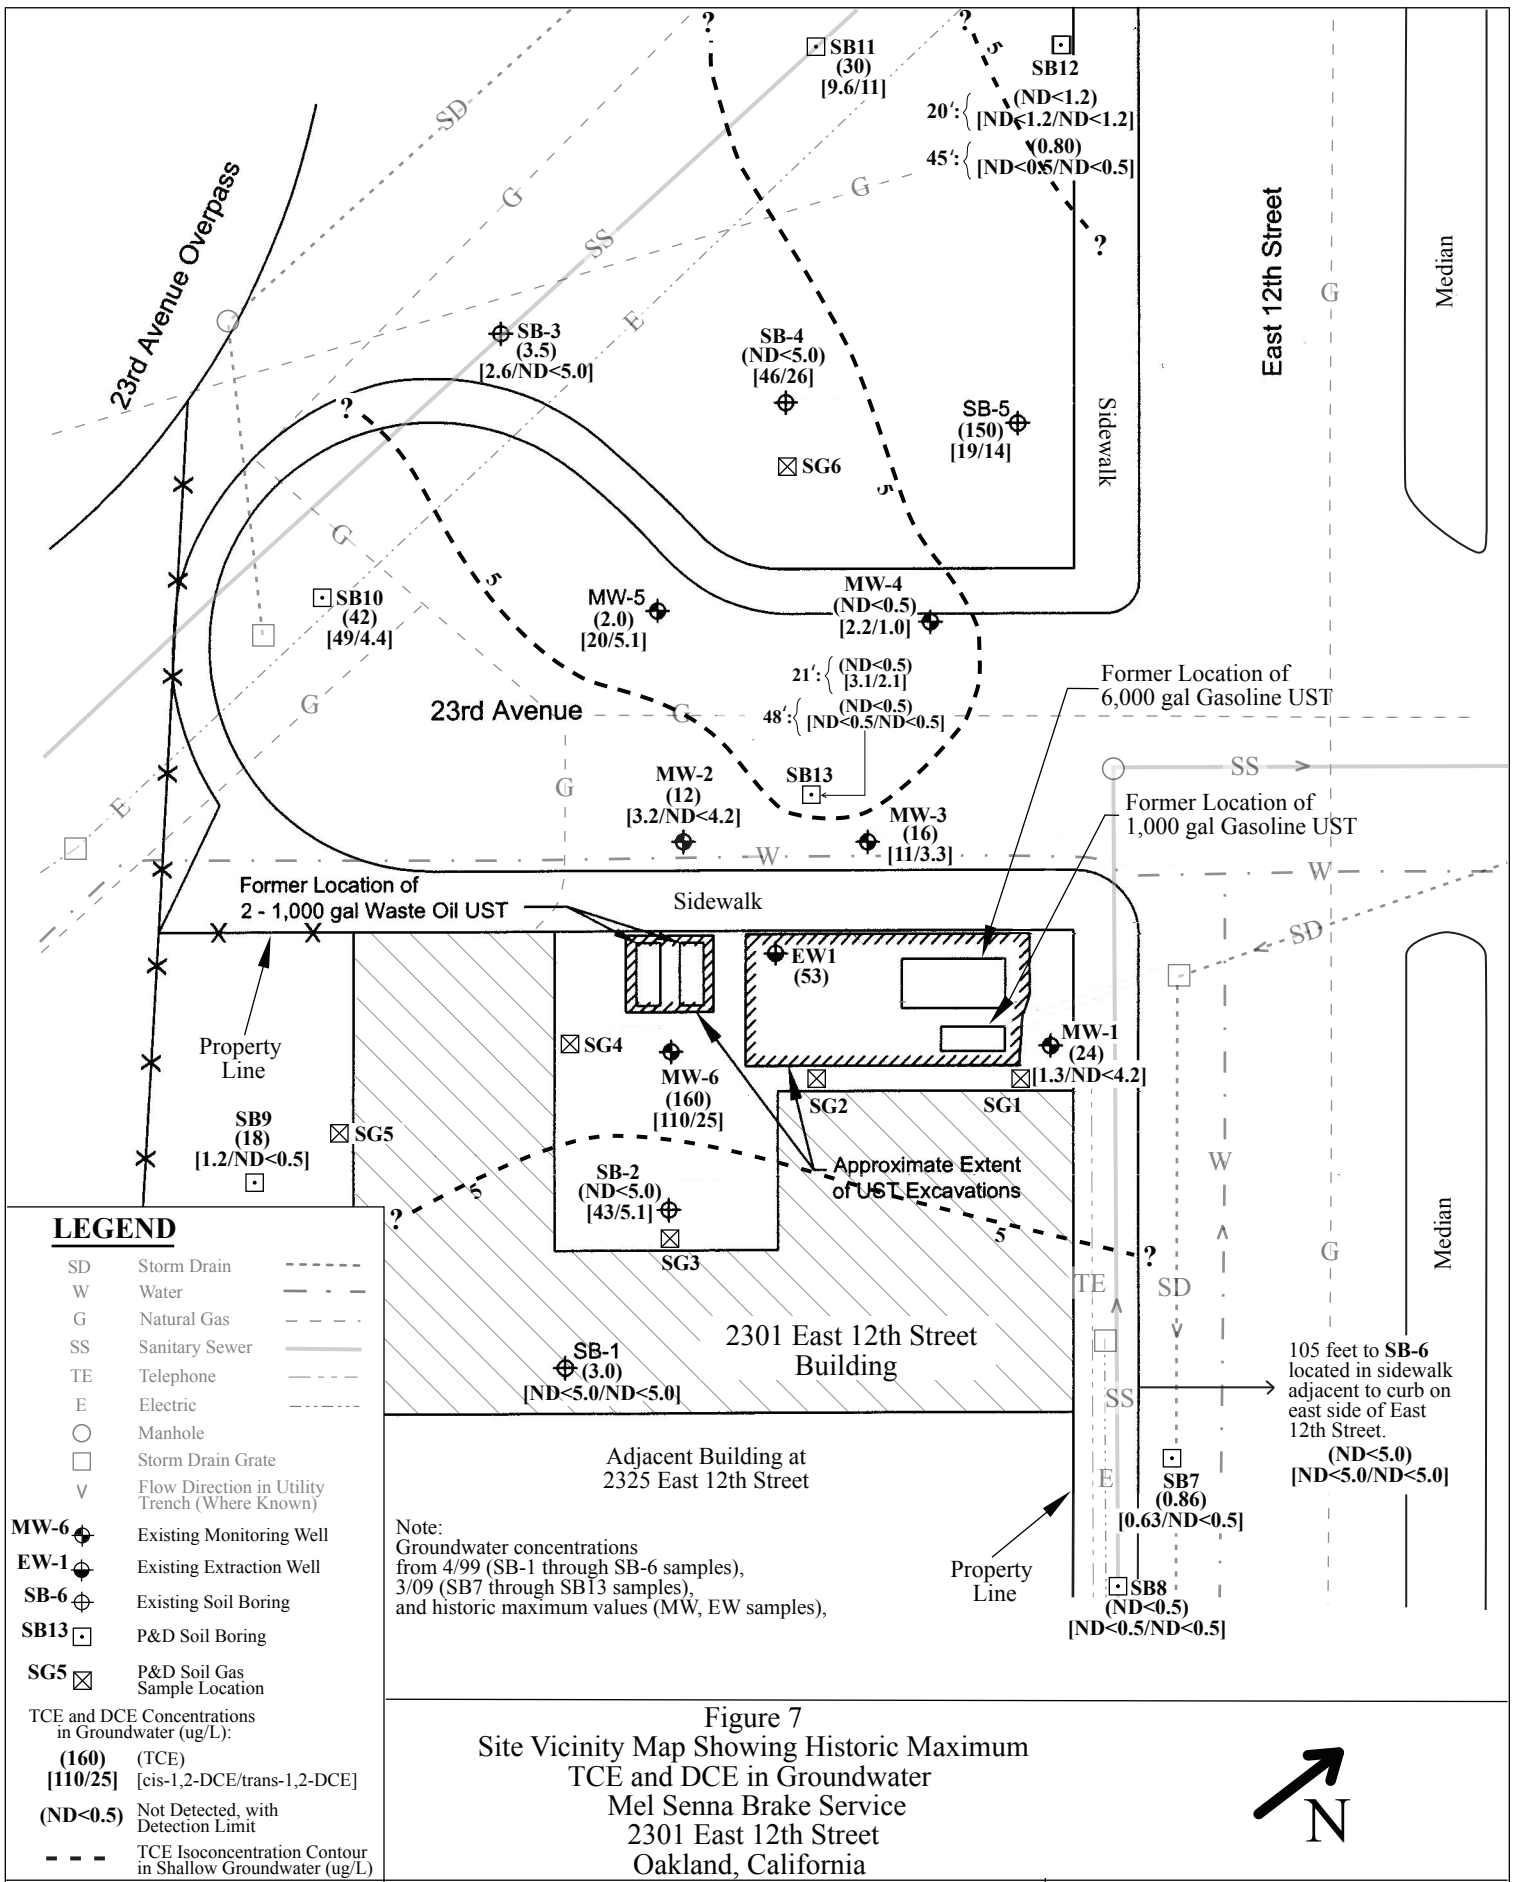 ?
?
5
SB11
(30)
[9.6/11]
SB12
20':{ (ND<1.2)
[ND<1.2/ND<1.2]
45':{ (0.80)
[ND<0.5/ND<0.5]
?
SD
G
G
SS
E
23rd Avenue Overpass
East 12th Street
G
Median
Sidewalk
SB-3
(3.5)
[2.6/ND<5.0]
SB-4
(ND<5.0)
[46/26]
SB-5
(150)
[19/14]
SG6
?
5
5
G
SB10
(42)
[49/4.4]
MW-5
(2.0)
[20/5.1]
MW-4
(ND<0.5)
[2.2/1.0]
21':{ (ND<0.5)
[3.1/2.1]
48':{ (ND<0.5)
[ND<0.5/ND<0.5]
SB13
G
23rd Avenue
G
G
E
Former Location of
6,000 gal Gasoline UST
SS
Former Location of
1,000 gal Gasoline UST
MW-2
(12)
[3.2/ND<4.2]
MW-3
(16)
[11/3.3]
W
W
SD
Former Location of
2 - 1,000 gal Waste Oil UST
Sidewalk
EW1
(53)
Property
Line
SG4
MW-6
(160)
[110/25]
MW-1
(24)
[1.3/ND<4.2]
SG2
SG1
SB9
(18)
[1.2/ND<0.5]
SG5
W
Approximate Extent
of UST Excavations
SB-2
(ND<5.0)
[43/5.1]
SG3
?
5
5
?
G
Median
TE
SD
2301 East 12th Street
Building
SB-1
(3.0)
[ND<5.0/ND<5.0]
SS
105 feet to SB-6
located in sidewalk
adjacent to curb on
east side of East
12th Street.
(ND<5.0)
[ND<5.0/ND<5.0]
Adjacent Building at
2325 East 12th Street
E
SB7
(0.86)
[0.63/ND<0.5]
Property
Line
SB8
(ND<0.5)
[ND<0.5/ND<0.5]
Note:
Groundwater concentrations
from 4/99 (SB-1 through SB-6 samples),
3/09 (SB7 through SB13 samples),
and historic maximum values (MW, EW samples),
LEGEND
SD Storm Drain
W Water
G Natural Gas
SS Sanitary Sewer
TE Telephone
E Electric
Manhole
Storm Drain Grate
Flow Direction in Utility
Trench (Where Known)
MW-6 Existing Monitoring Well
EW-1 Existing Extraction Well
SB-6 Existing Soil Boring
SB13 P&D Soil Boring
SG5 P&D Soil Gas
Sample Location
TCE and DCE Concentrations
in Groundwater (ug/L):
(160) (TCE)
[110/25] [cis-1,2-DCE/trans-1,2-DCE]
(ND<0.5) Not Detected, with
Detection Limit
TCE Isoconcentration Contour
in Shallow Groundwater (ug/L)
Figure 7
Site Vicinity Map Showing Historic Maximum
TCE and DCE in Groundwater
Mel Senna Brake Service
2301 East 12th Street
Oakland, California
N